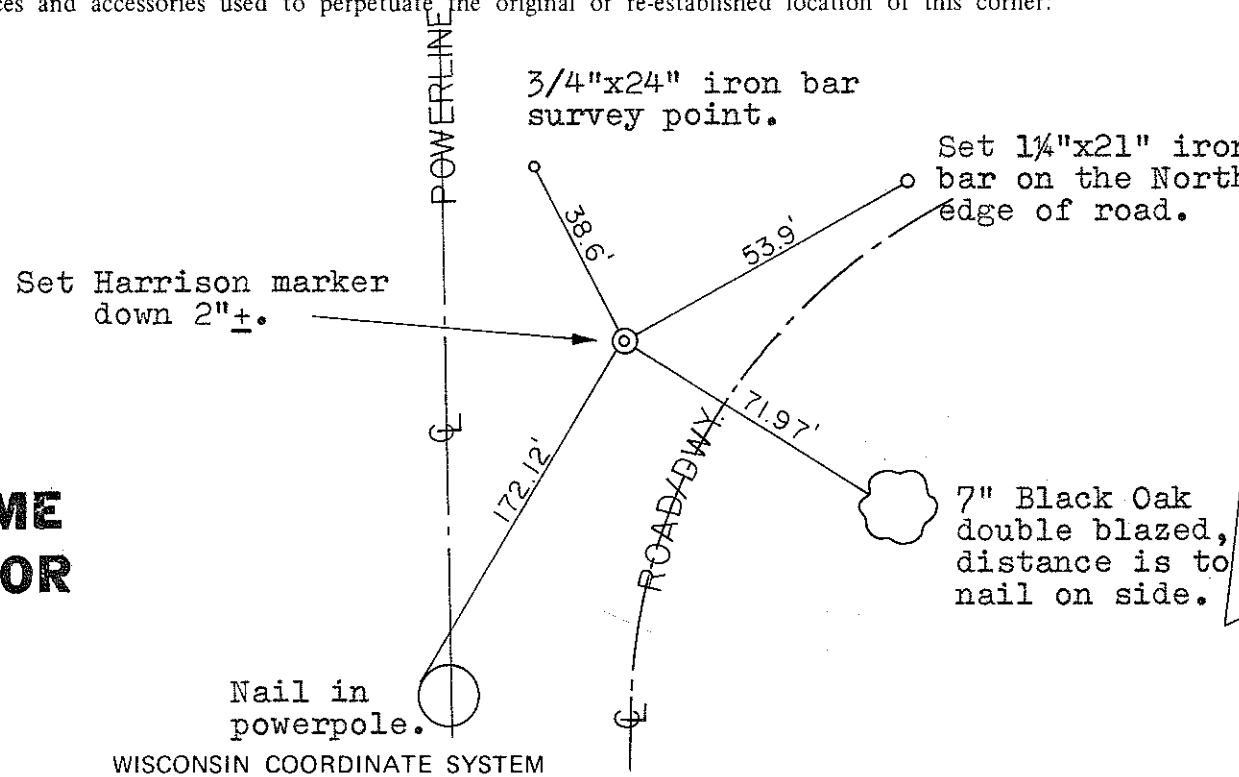 ces and accessories used to perpetuate the original or re-established location of this corner:
POWERLINE
3/4"x24" iron bar
survey point.
Set 1¼"x21" iron
bar on the North
edge of road.
38.6'
53.9'
Set Harrison marker
down 2"±.
71.97'
172.12'
℄
ROAD/DWY.
7" Black Oak
double blazed,
distance is to
nail on side.
ME
OR
Nail in
powerpole.
℄
WISCONSIN COORDINATE SYSTEM